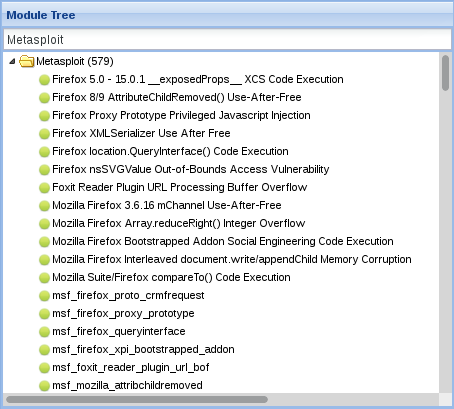 Module Tree
Metasploit
Metasploit (579)
Firefox 5.0 - 15.0.1 __exposedProps__ XCS Code Execution
Firefox 8/9 AttributeChildRemoved() Use-After-Free
Firefox Proxy Prototype Privileged Javascript Injection
Firefox XMLSerializer Use After Free
Firefox location.QueryInterface() Code Execution
Firefox nsSVGValue Out-of-Bounds Access Vulnerability
Foxit Reader Plugin URL Processing Buffer Overflow
Mozilla Firefox 3.6.16 mChannel Use-After-Free
Mozilla Firefox Array.reduceRight() Integer Overflow
Mozilla Firefox Bootstrapped Addon Social Engineering Code Execution
Mozilla Firefox Interleaved document.write/appendChild Memory Corruption
Mozilla Suite/Firefox compareTo() Code Execution
msf_firefox_proto_crmfrequest
msf_firefox_proxy_prototype
msf_firefox_queryinterface
msf_firefox_xpi_bootstrapped_addon
msf_foxit_reader_plugin_url_bof
msf_mozilla_attribchildremoved